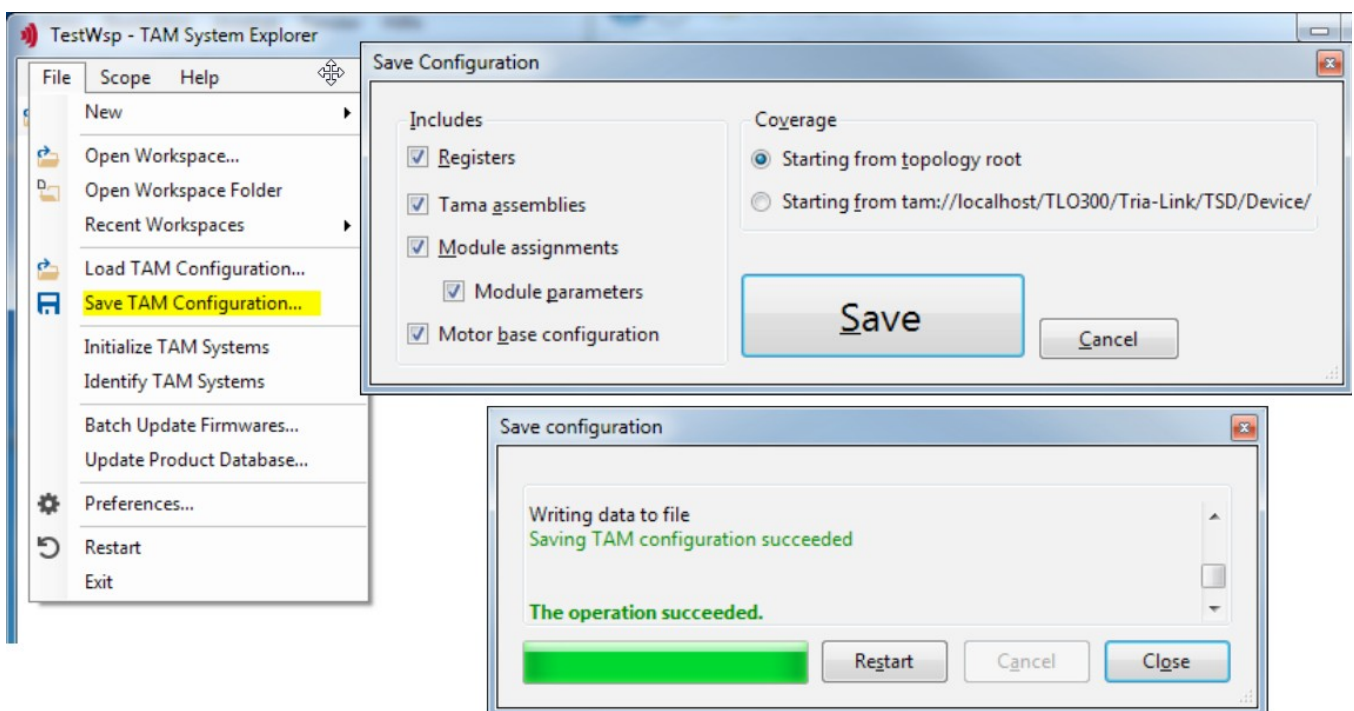 TestWsp - TAM System Explorer
File Scope Help
New
Open Workspace...
Open Workspace Folder
Recent Workspaces
Load TAM Configuration...
Save TAM Configuration...
Initialize TAM Systems
Identify TAM Systems
Batch Update Firmwares...
Update Product Database...
Preferences...
Restart
Exit
Save Configuration
Includes
Registers
Tama assemblies
Module assignments
Module parameters
Motor base configuration
Coverage
Starting from topology root
Starting from tam://localhost/TLO300/Tria-Link/TSD/Device/
Save
Cancel
Save configuration
Writing data to file
Saving TAM configuration succeeded
The operation succeeded.
Restart Cancel Close